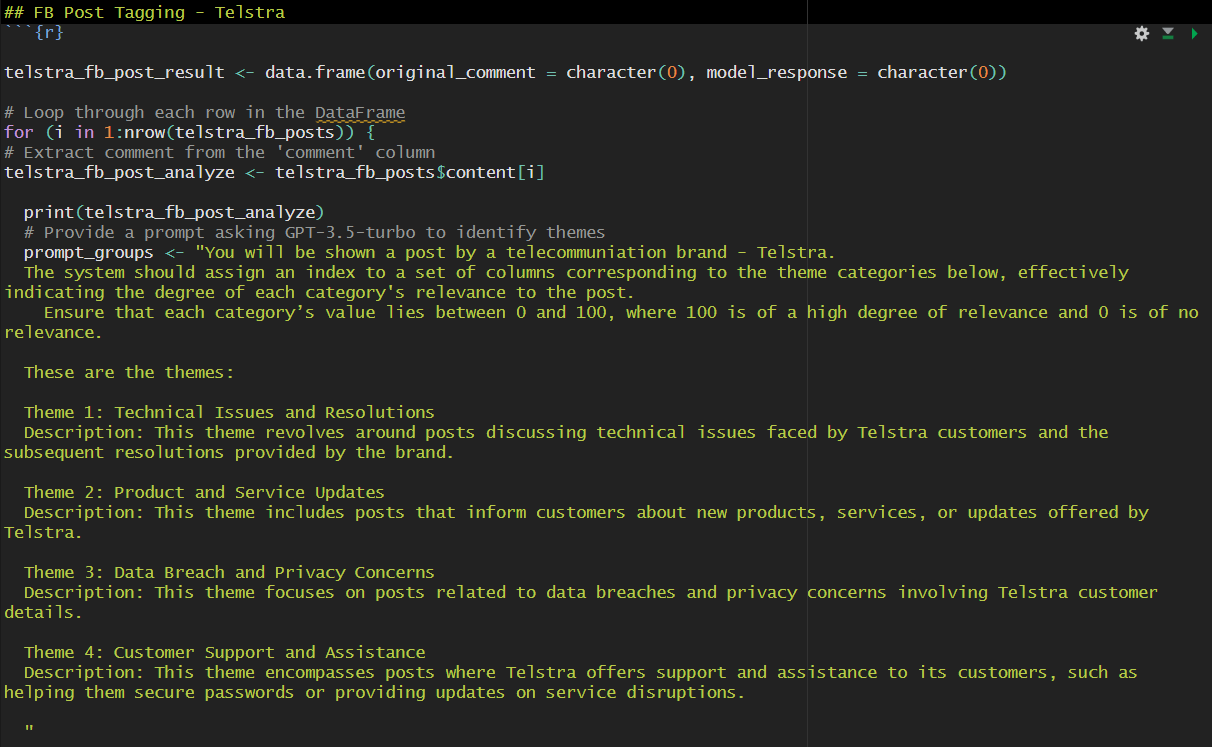 ## FB Post Tagging - Telstra
```{r}
telstra_fb_post_result <- data.frame(original_comment = character(0), model_response = character(0))
# Loop through each row in the DataFrame
for (i in 1:nrow(telstra_fb_posts)) {
# Extract comment from the 'comment' column
telstra_fb_post_analyze <- telstra_fb_posts$content[i]
print(telstra_fb_post_analyze)
# Provide a prompt asking GPT-3.5-turbo to identify themes
prompt_groups <- "You will be shown a post by a telecommuniation brand - Telstra.
The system should assign an index to a set of columns corresponding to the theme categories below, effectively
indicating the degree of each category's relevance to the post.
Ensure that each category’s value lies between 0 and 100, where 100 is of a high degree of relevance and 0 is of no
relevance.
These are the themes:
Theme 1: Technical Issues and Resolutions
Description: This theme revolves around posts discussing technical issues faced by Telstra customers and the
subsequent resolutions provided by the brand.
Theme 2: Product and Service Updates
Description: This theme includes posts that inform customers about new products, services, or updates offered by
Telstra.
Theme 3: Data Breach and Privacy Concerns
Description: This theme focuses on posts related to data breaches and privacy concerns involving Telstra customer
details.
Theme 4: Customer Support and Assistance
Description: This theme encompasses posts where Telstra offers support and assistance to its customers, such as
helping them secure passwords or providing updates on service disruptions.
"